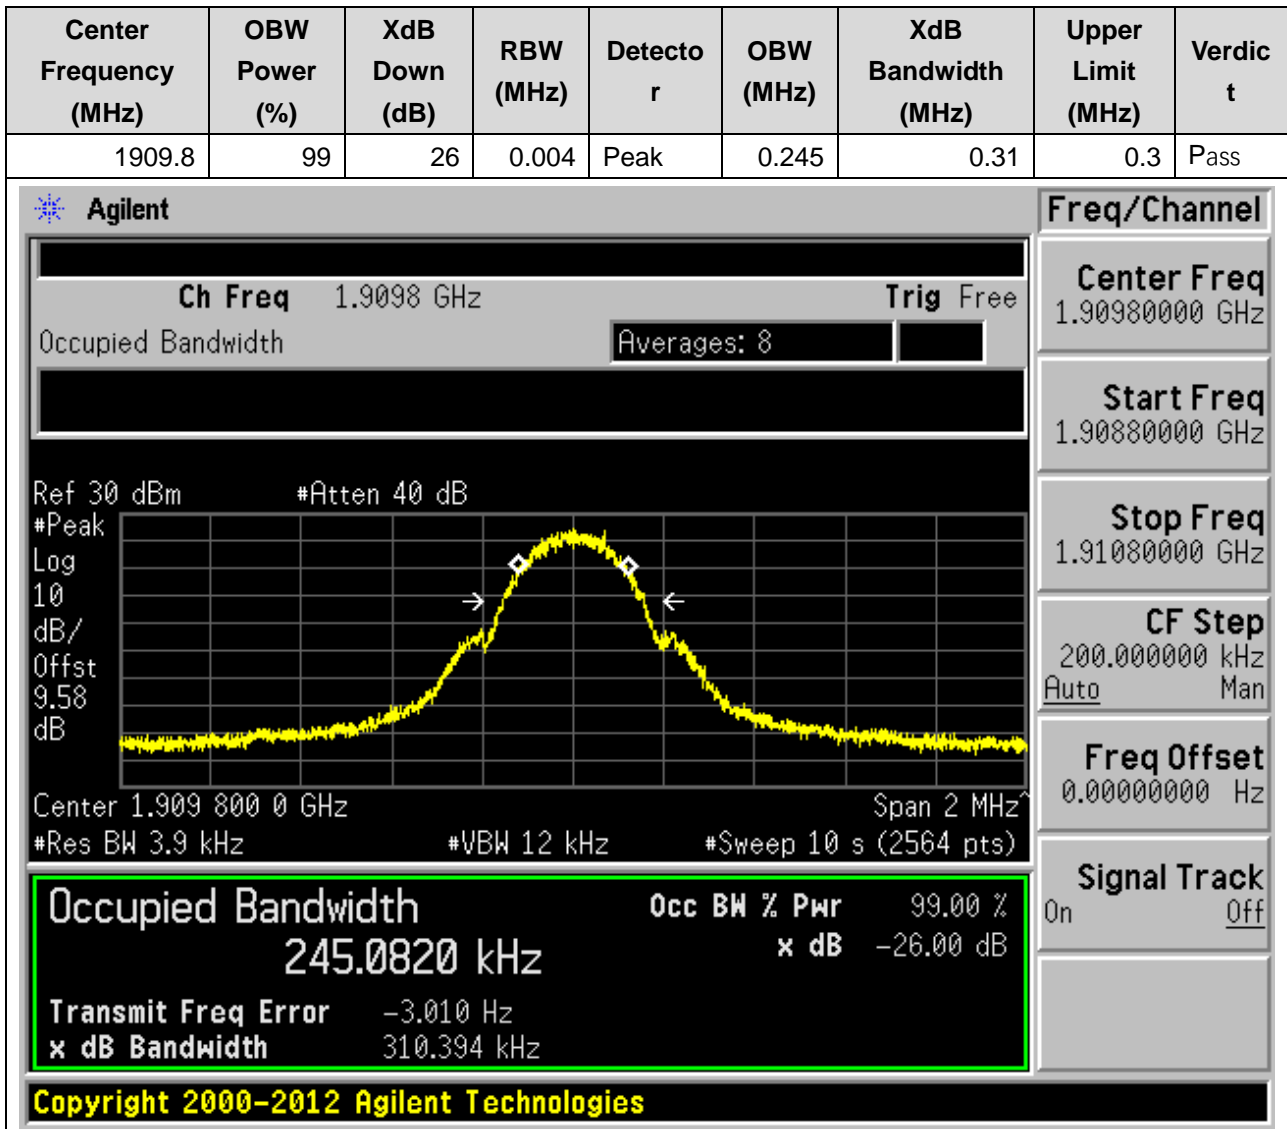 Center Frequency (MHz) OBW Power (%) XdB Down (dB) RBW (MHz) Detecto r OBW (MHz) XdB Bandwidth (MHz) Upper Limit (MHz) Verdic t
1909.8 99 26 0.004 Peak 0.245 0.31 0.3 Pass
Agilent
Freq/Channel
Ch Freq 1.9098 GHz Trig Free
Occupied Bandwidth Averages: 8
Center Freq
1.90980000 GHz
Start Freq
1.90880000 GHz
Stop Freq
1.91080000 GHz
CF Step
200.000000 kHz
Auto Man
Freq Offset
0.00000000 Hz
Signal Track
On Off
Ref 30 dBm #Atten 40 dB
#Peak
Log
10
dB/
Offst
9.58
dB
Center 1.909 800 0 GHz Span 2 MHz^
#Res BW 3.9 kHz #VBW 12 kHz #Sweep 10 s (2564 pts)
Occupied Bandwidth Occ BW % Pwr 99.00 %
245.0820 kHz x dB -26.00 dB
Transmit Freq Error -3.010 Hz
x dB Bandwidth 310.394 kHz
Copyright 2000-2012 Agilent Technologies